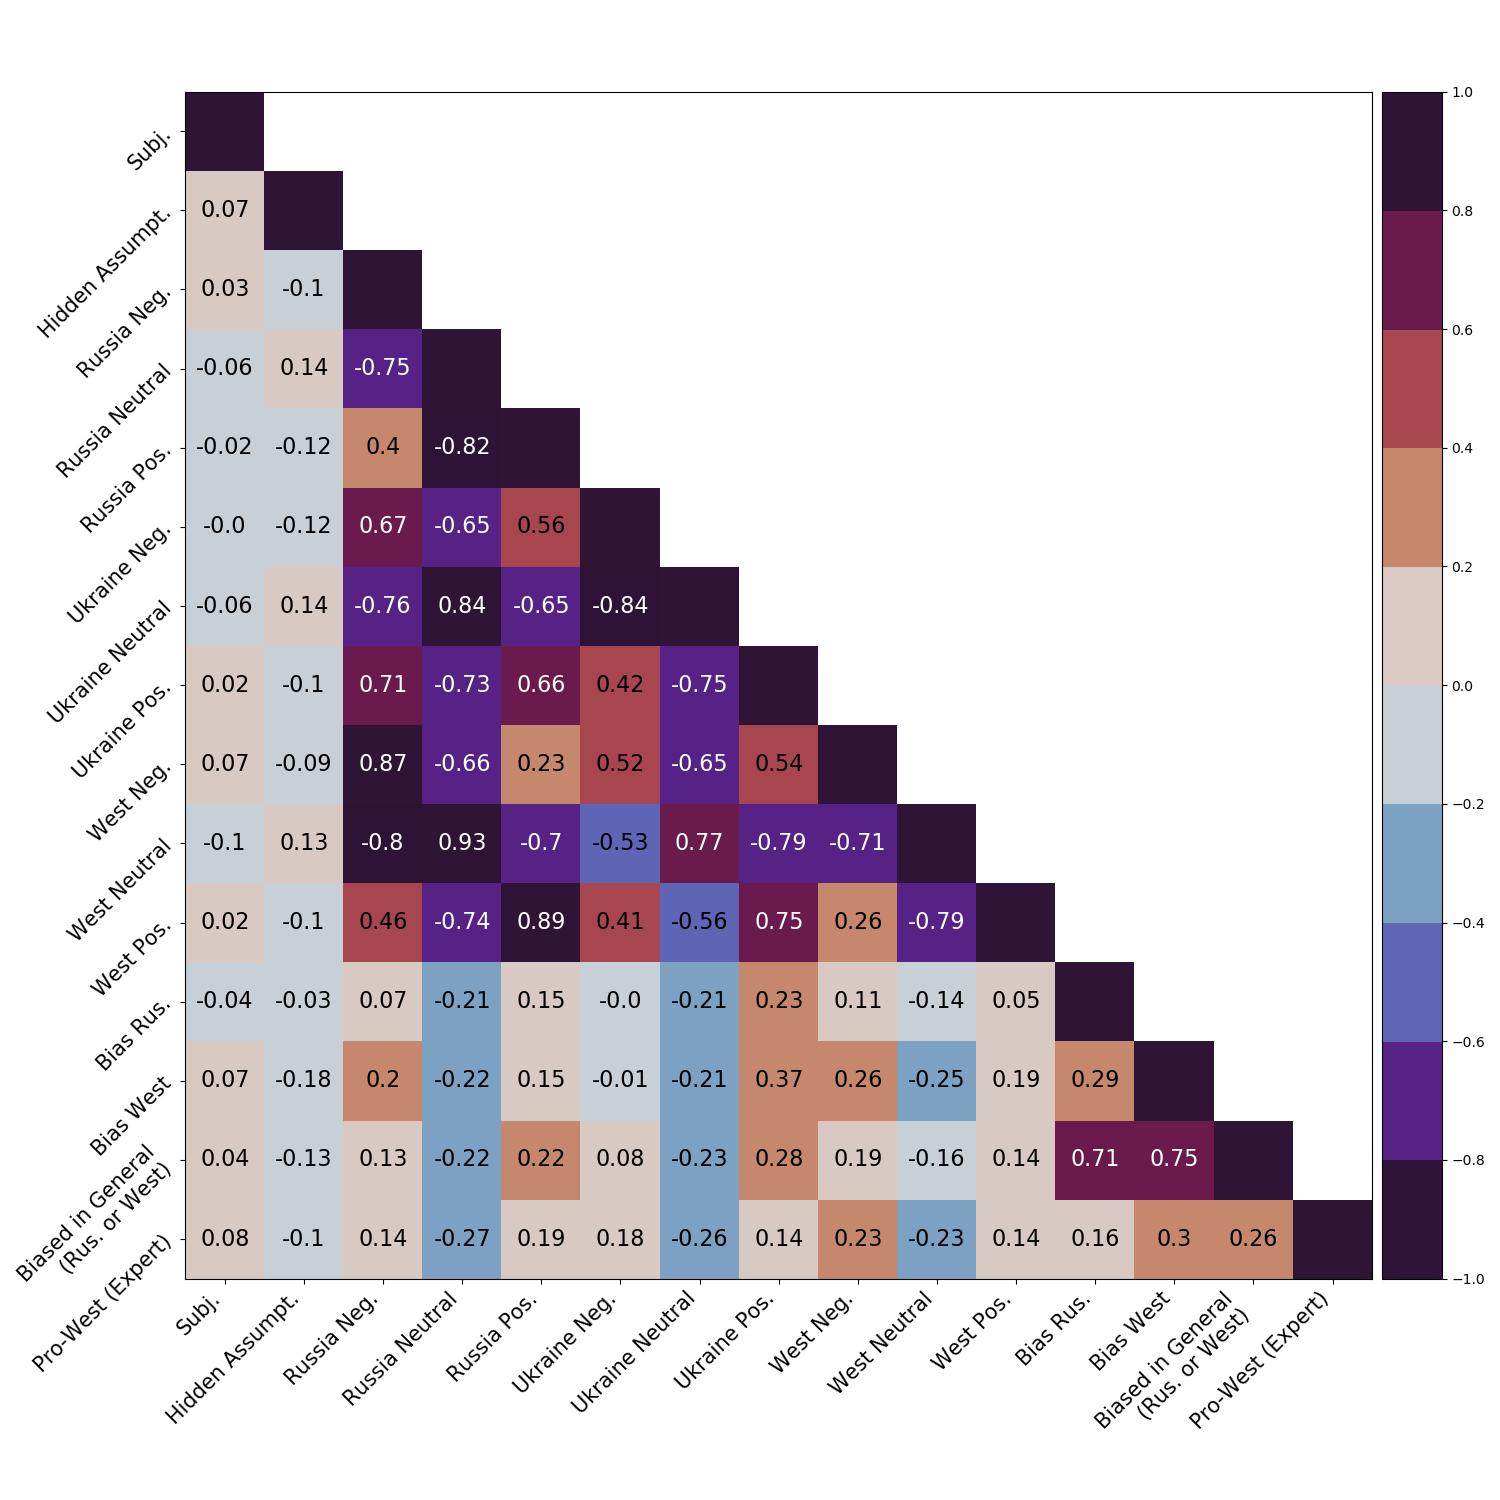 1.0
Subj.
0.8
Hidden Assumpt.
0.07
Russia Neg.
0.03 -0.1
0.6
Russia Neutral
-0.06 0.14 -0.75
Russia Pos.
-0.02 -0.12 0.4 -0.82
0.4
Ukraine Neg.
-0.0 -0.12 0.67 -0.65 0.56
0.2
Ukraine Neutral
-0.06 0.14 -0.76 0.84 -0.65 -0.84
Ukraine Pos.
0.02 -0.1 0.71 -0.73 0.66 0.42 -0.75
0.0
West Neg.
0.07 -0.09 0.87 -0.66 0.23 0.52 -0.65 0.54
−0.2
West Neutral
-0.1 0.13 -0.8 0.93 -0.7 -0.53 0.77 -0.79 -0.71
West Pos.
0.02 -0.1 0.46 -0.74 0.89 0.41 -0.56 0.75 0.26 -0.79
−0.4
Bias Rus.
-0.04 -0.03 0.07 -0.21 0.15 -0.0 -0.21 0.23 0.11 -0.14 0.05
−0.6
Bias West
0.07 -0.18 0.2 -0.22 0.15 -0.01 -0.21 0.37 0.26 -0.25 0.19 0.29
Biased in General
(Rus. or West)
0.04 -0.13 0.13 -0.22 0.22 0.08 -0.23 0.28 0.19 -0.16 0.14 0.71 0.75
−0.8
Pro-West (Expert)
0.08 -0.1 0.14 -0.27 0.19 0.18 -0.26 0.14 0.23 -0.23 0.14 0.16 0.3 0.26
−1.0
Subj.
Hidden Assumpt.
Russia Neg.
Russia Neutral
Russia Pos.
Ukraine Neg.
Ukraine Neutral
Ukraine Pos.
West Neg.
West Neutral
West Pos.
Bias Rus.
Bias West
Biased in General
(Rus. or West)
Pro-West (Expert)